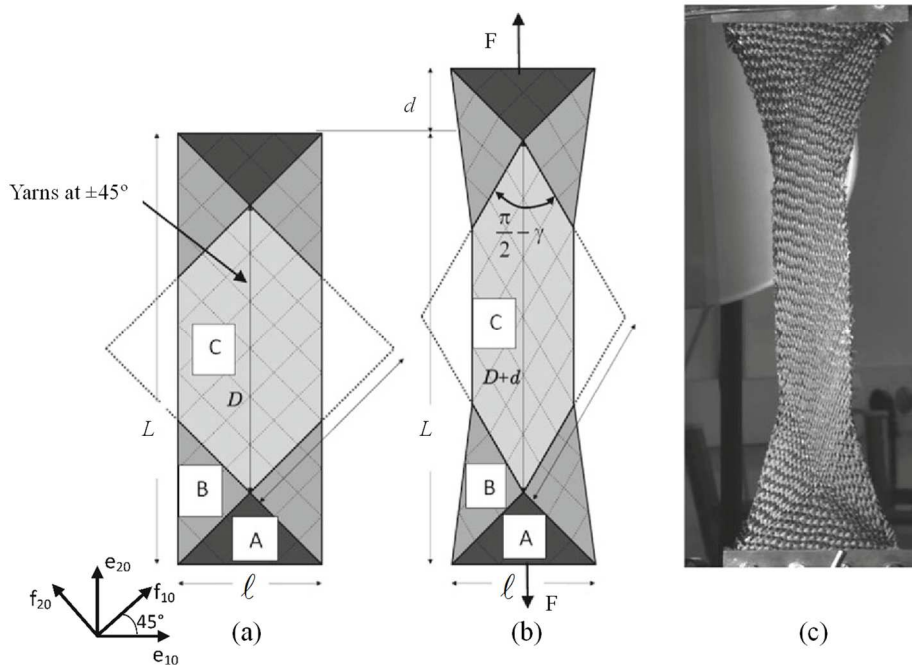 F
d
Yarns at ±45°
π/2 − γ
C
C
D
D+d
L
L
B
B
A
A
ℓ
ℓ
F
e₂₀
f₂₀
f₁₀
45°
e₁₀
(a)
(b)
(c)